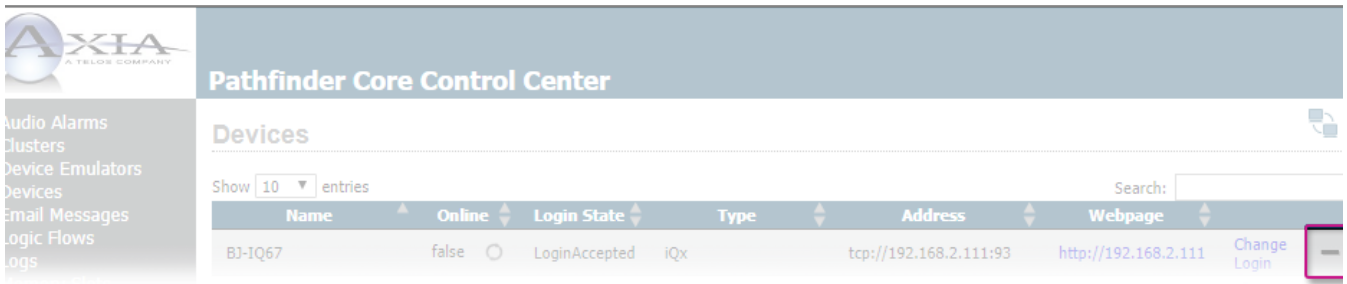 AXIA
A TELOS COMPANY
Pathfinder Core Control Center
Audio Alarms
Clusters
Device Emulators
Devices
Email Messages
Logic Flows
Logs
Devices
Show 10 entries
Search:
Name Online Login State Type Address Webpage
BJ-IQ67 false LoginAccepted iQx tcp://192.168.2.111:93 http://192.168.2.111 Change
Login